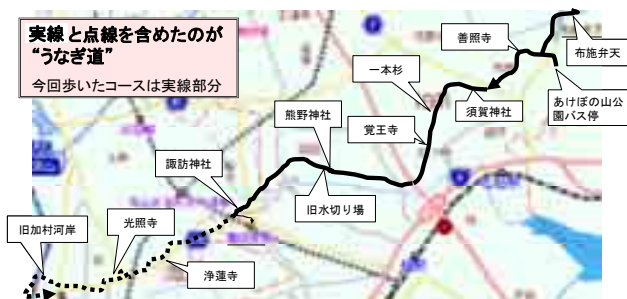 実線と点線を含めたのが
“うなぎ道”
今回歩いたコースは実線部分
善照寺
布施弁天
一本杉
あけぼの山公
園バス停
須賀神社
熊野神社
覚王寺
諏訪神社
旧水切り場
光照寺
旧加村河岸
浄蓮寺